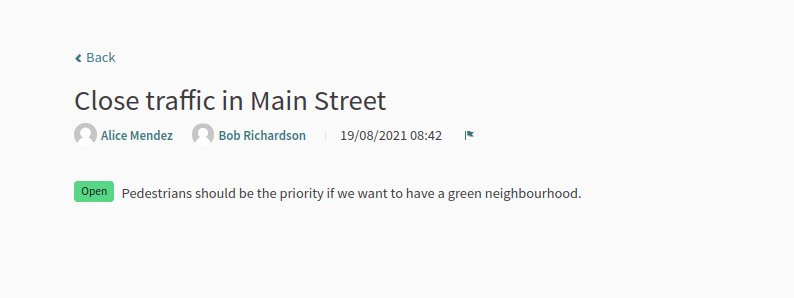 Back
Close traffic in Main Street
Alice Mendez Bob Richardson 19/08/2021 08:42
Open Pedestrians should be the priority if we want to have a green neighbourhood.